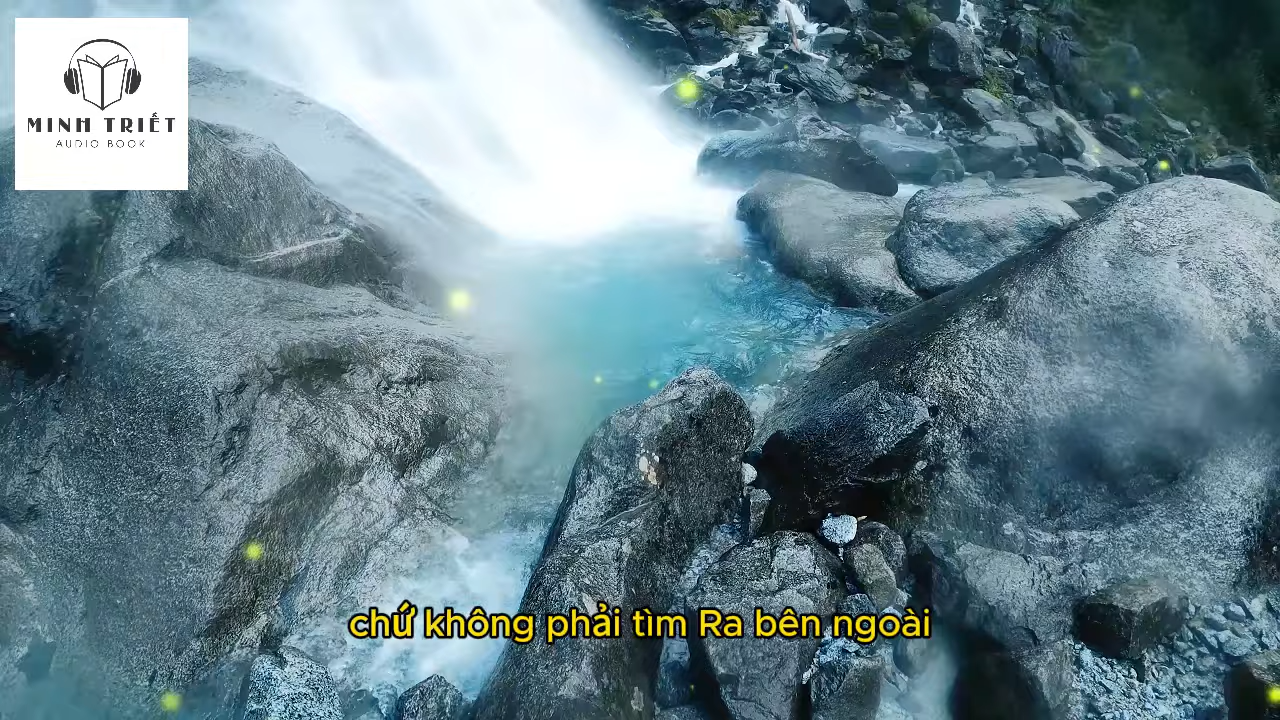 MINH TRIẾT
AUDIO BOOK
chứ không phải tìm Ra bên ngoài